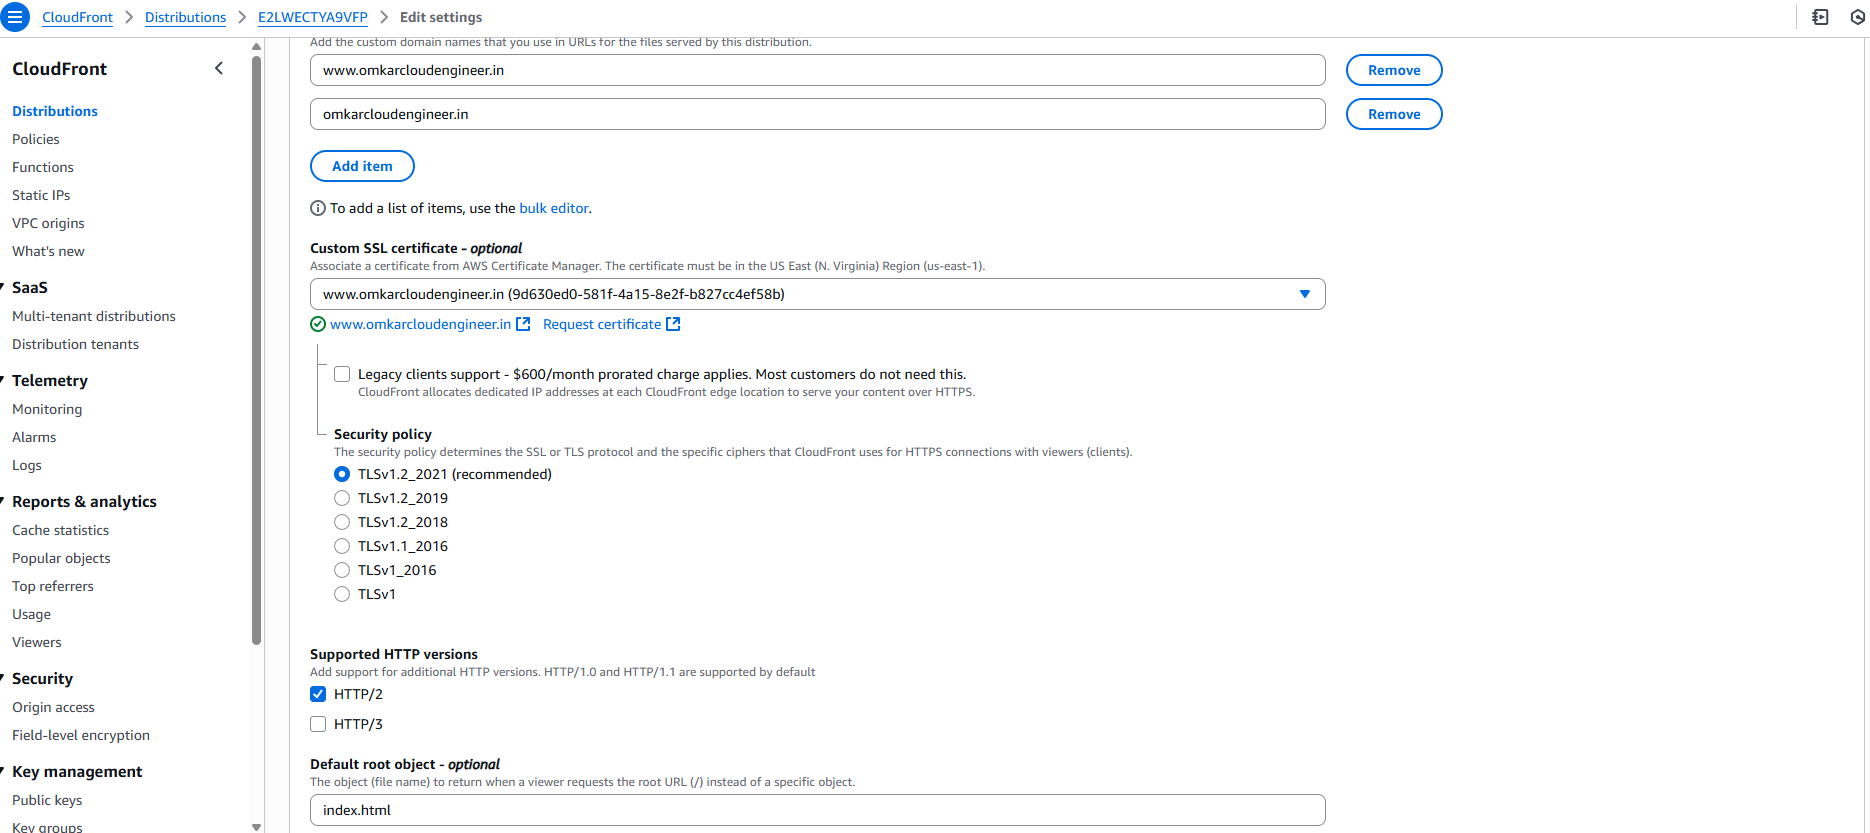 CloudFront > Distributions > E2LWECTYA9VFP > Edit settings
CloudFront
Distributions
Policies
Functions
Static IPs
VPC origins
What's new
SaaS
Multi-tenant distributions
Distribution tenants
Telemetry
Monitoring
Alarms
Logs
Reports & analytics
Cache statistics
Popular objects
Top referrers
Usage
Viewers
Security
Origin access
Field-level encryption
Key management
Public keys
Key groups
Add the custom domain names that you use in URLs for the files served by this distribution.
www.omkarcloudengineer.in
Remove
omkarcloudengineer.in
Remove
Add item
To add a list of items, use the bulk editor.
Custom SSL certificate - optional
Associate a certificate from AWS Certificate Manager. The certificate must be in the US East (N. Virginia) Region (us-east-1).
www.omkarcloudengineer.in (9d630ed0-581f-4a15-8e2f-b827cc4ef58b)
www.omkarcloudengineer.in Request certificate
Legacy clients support - $600/month prorated charge applies. Most customers do not need this.
CloudFront allocates dedicated IP addresses at each CloudFront edge location to serve your content over HTTPS.
Security policy
The security policy determines the SSL or TLS protocol and the specific ciphers that CloudFront uses for HTTPS connections with viewers (clients).
TLSv1.2_2021 (recommended)
TLSv1.2_2019
TLSv1.2_2018
TLSv1.1_2016
TLSv1_2016
TLSv1
Supported HTTP versions
Add support for additional HTTP versions. HTTP/1.0 and HTTP/1.1 are supported by default
HTTP/2
HTTP/3
Default root object - optional
The object (file name) to return when a viewer requests the root URL (/) instead of a specific object.
index.html